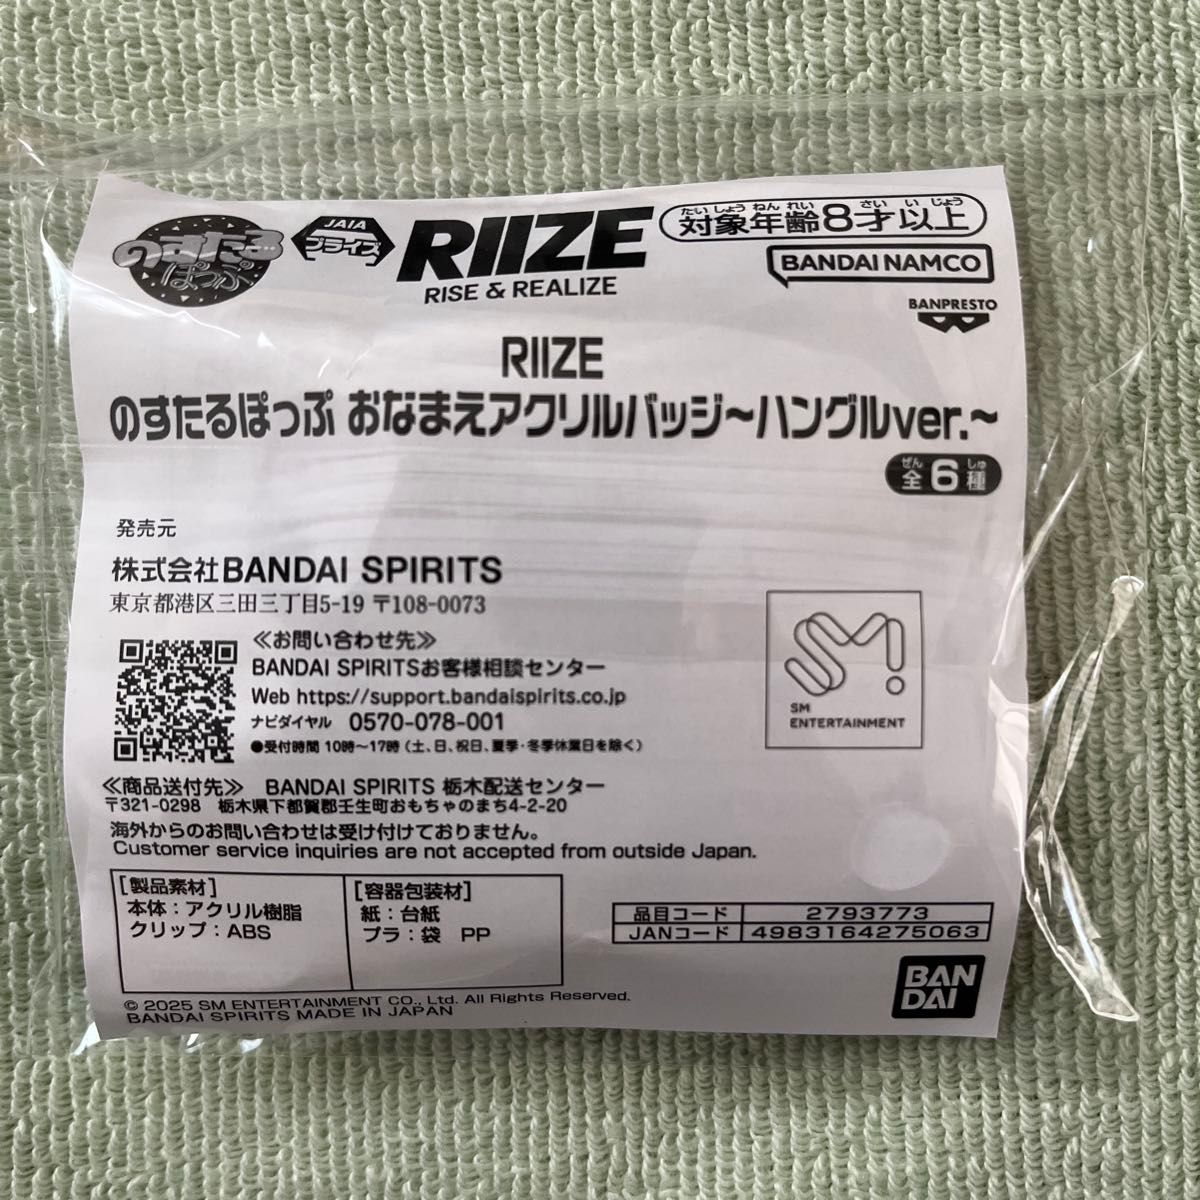 のすたる
ぽっぷ
JAIA
プライズ
RIIZE
RISE & REALIZE
たいしょうねんれい さいいじょう
対象年齢8才以上
BANDAI NAMCO
BANPRESTO
RIIZE
のすたるぽっぷ おなまえアクリルバッジ〜ハングルver.〜
ぜん しゅ
全6種
発売元
株式会社BANDAI SPIRITS
東京都港区三田三丁目5-19 〒108-0073
≪お問い合わせ先≫
BANDAI SPIRITSお客様相談センター
Web https://support.bandaispirits.co.jp
ナビダイヤル 0570-078-001
●受付時間 10時〜17時（土、日、祝日、夏季・冬季休業日を除く）
SM
ENTERTAINMENT
≪商品送付先≫ BANDAI SPIRITS 栃木配送センター
〒321-0298 栃木県下都賀郡壬生町おもちゃのまち4-2-20
海外からのお問い合わせは受け付けておりません。
Customer service inquiries are not accepted from outside Japan.
[製品素材]
本体：アクリル樹脂
クリップ：ABS
[容器包装材]
紙：台紙
プラ：袋 PP
品目コード 2793773
JANコード 4983164275063
© 2025 SM ENTERTAINMENT CO., Ltd. All Rights Reserved.
BANDAI SPIRITS MADE IN JAPAN
BAN
DAI